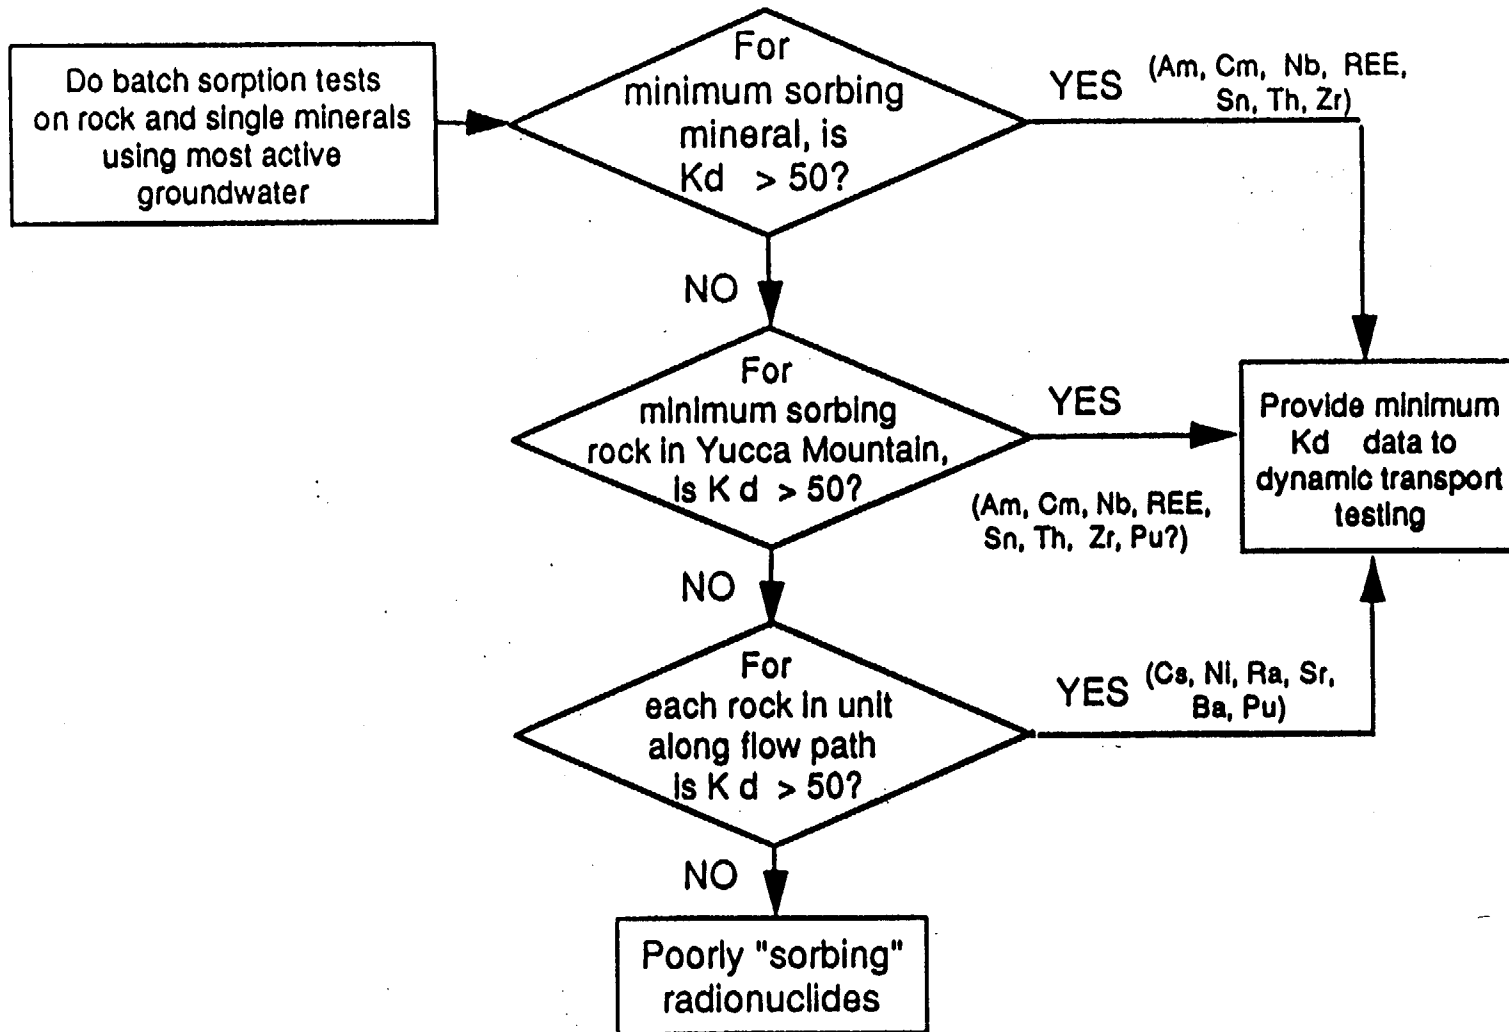 Do batch sorption tests
on rock and single minerals
using most active
groundwater
For
minimum sorbing
mineral, is
Kd > 50?
YES
(Am, Cm, Nb, REE,
Sn, Th, Zr)
NO
For
minimum sorbing
rock in Yucca Mountain,
is K d > 50?
YES
(Am, Cm, Nb, REE,
Sn, Th, Zr, Pu?)
Provide minimum
Kd data to
dynamic transport
testing
NO
For
each rock in unit
along flow path
is K d > 50?
YES
(Cs, Ni, Ra, Sr,
Ba, Pu)
NO
Poorly "sorbing"
radionuclides